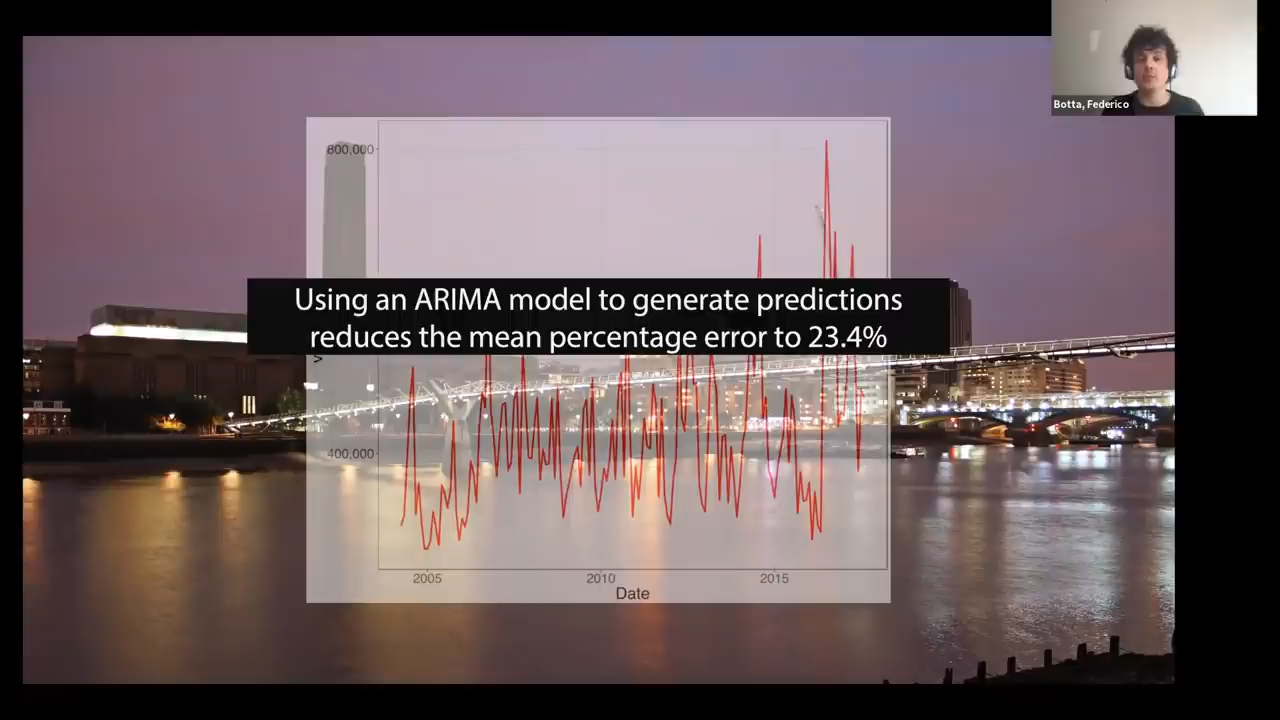 Botta, Federico
800,000
Using an ARIMA model to generate predictions
reduces the mean percentage error to 23.4%
400,000
2005 2010 2015
Date